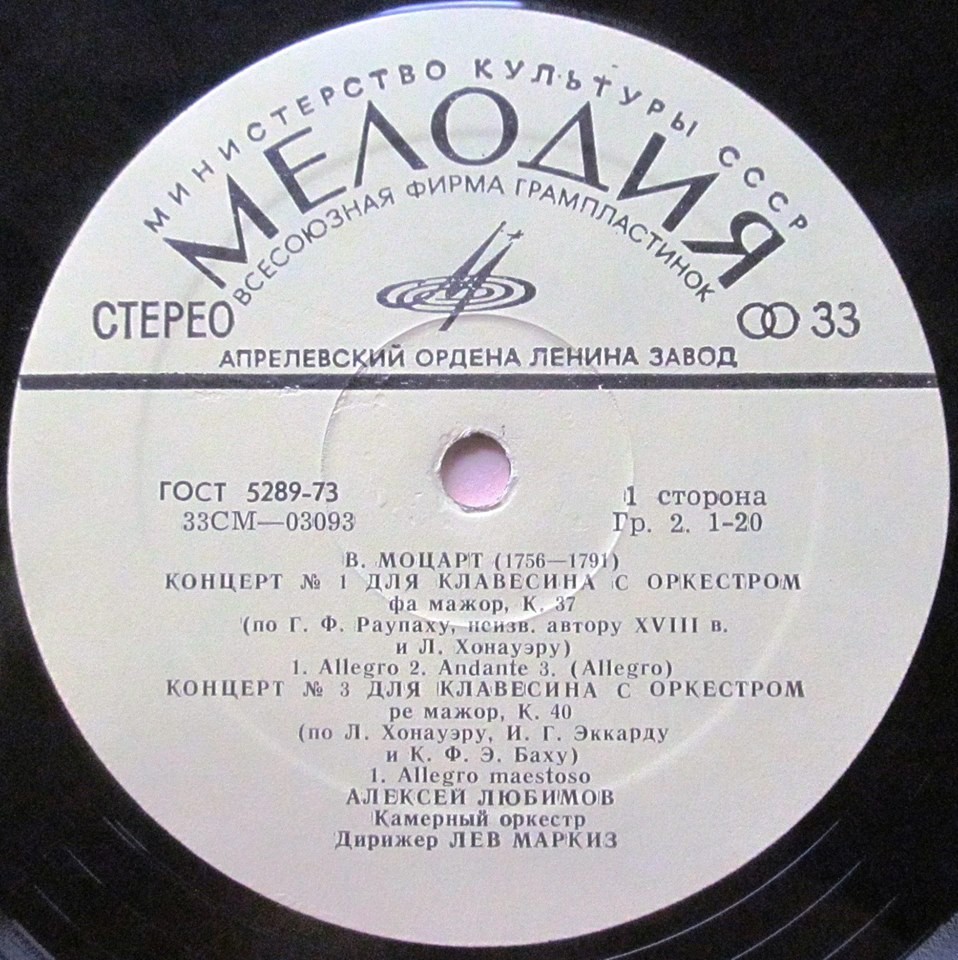 МИНИСТЕРСТВО КУЛЬТУРЫ СССР
МЕЛОДИЯ
ВСЕСОЮЗНАЯ ФИРМА ГРАМПЛАСТИНОК
СТЕРЕО
33
АПРЕЛЕВСКИЙ ОРДЕНА ЛЕНИНА ЗАВОД
ГОСТ 5289-73
1 сторона
33СМ—03093
Гр. 2. 1-20
В. МОЦАРТ (1756—1791)
КОНЦЕРТ № 1 ДЛЯ КЛАВЕСИНА С ОРКЕСТРОМ
фа мажор, К. 37
(по Г. Ф. Раупаху, неизв. автору XVIII в.
и Л. Хонауэру)
1. Allegro 2. Andante 3. (Allegro)
КОНЦЕРТ № 3 ДЛЯ КЛАВЕСИНА С ОРКЕСТРОМ
ре мажор, К. 40
(по Л. Хонауэру, И. Г. Эккарду
и К. Ф. Э. Баху)
1. Allegro maestoso
АЛЕКСЕЙ ЛЮБИМОВ
Камерный оркестр
Дирижер ЛЕВ МАРКИЗ